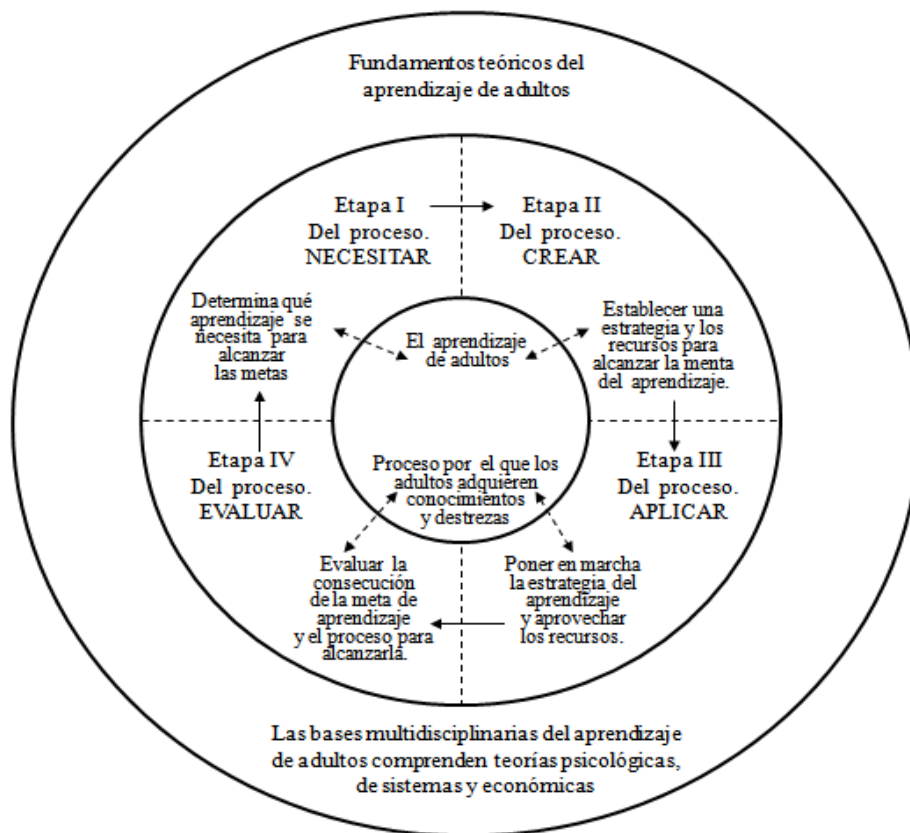 Fundamentos teóricos del
aprendizaje de adultos
Etapa I
Del proceso.
NECESITAR
Determina qué
aprendizaje se
necesita para
alcanzar
las metas
Etapa II
Del proceso.
CREAR
Establecer una
estrategia y los
recursos para
alcanzar la menta
del aprendizaje.
El aprendizaje
de adultos
Proceso por el que los
adultos adquieren
conocimientos
y destrezas
Etapa III
Del proceso.
APLICAR
Poner en marcha
la estrategia del
aprendizaje
y aprovechar
los recursos.
Etapa IV
Del proceso.
EVALUAR
Evaluar la
consecución
de la meta de
aprendizaje
y el proceso para
alcanzarla.
Las bases multidisciplinarias del aprendizaje
de adultos comprenden teorías psicológicas,
de sistemas y económicas